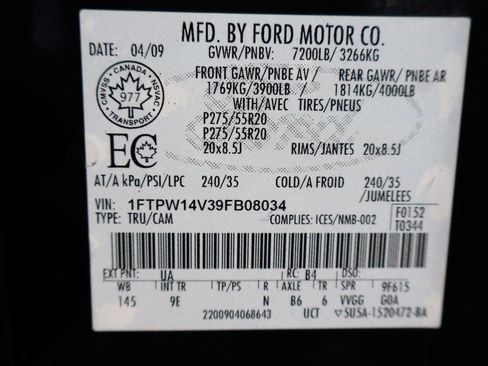 MFD. BY FORD MOTOR CO.
DATE: 04/09 GVWR/PNBV: 7200LB/ 3266KG
FRONT GAWR/PNBE AV / REAR GAWR/ PNBE AR
1769KG/3900LB 1814KG/4000LB
WITH/AVEC TIRES/PNEUS
CMVSS · CANADA · NSVAC
977
TRANSPORT
P275/55R20
P275/55R20
20x8.5J RIMS/JANTES 20x8.5J
EC
AT/A kPa/PSI/LPC 240/35 COLD/A FROID 240/35
/JUMELEES
VIN: 1FTPW14V39FB08034
TYPE: TRU/CAM COMPLIES: ICES/NMB-002
F0152
T0344
EXT PNT: UA RC: B4 DSO:
WB INT TR TP/PS R AXLE TR SPR 9F615
145 9E N B6 6 VVGG G0A
2200904068643 UCT 5U5A-1520472-BA